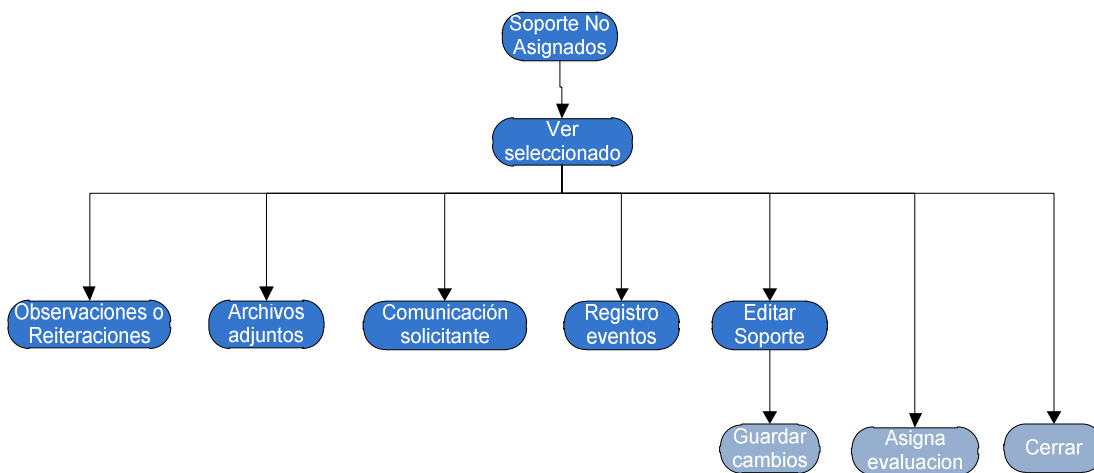 Soporte No
Asignados
Ver
seleccionado
Observaciones o
Reiteraciones
Archivos
adjuntos
Comunicación
solicitante
Registro
eventos
Editar
Soporte
Guardar
cambios
Asigna
evaluacion
Cerrar